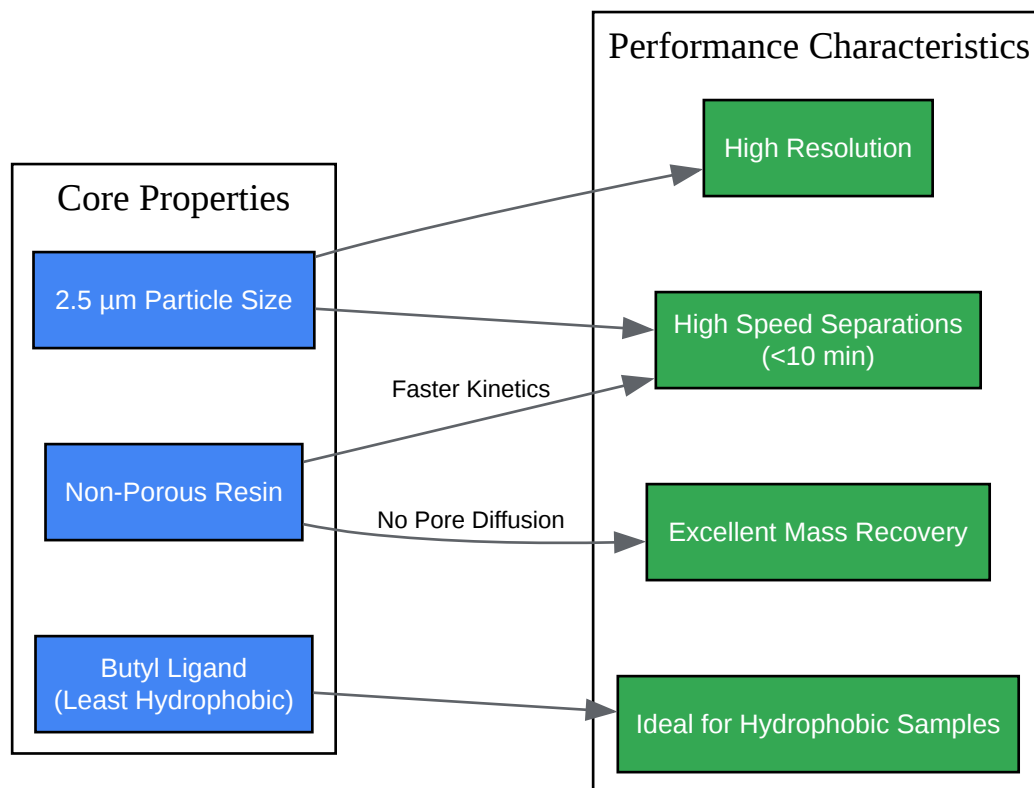 Core Properties
2.5 µm Particle Size
Non-Porous Resin
Butyl Ligand
(Least Hydrophobic)
Faster Kinetics
No Pore Diffusion
Performance Characteristics
High Resolution
High Speed Separations
(<10 min)
Excellent Mass Recovery
Ideal for Hydrophobic Samples